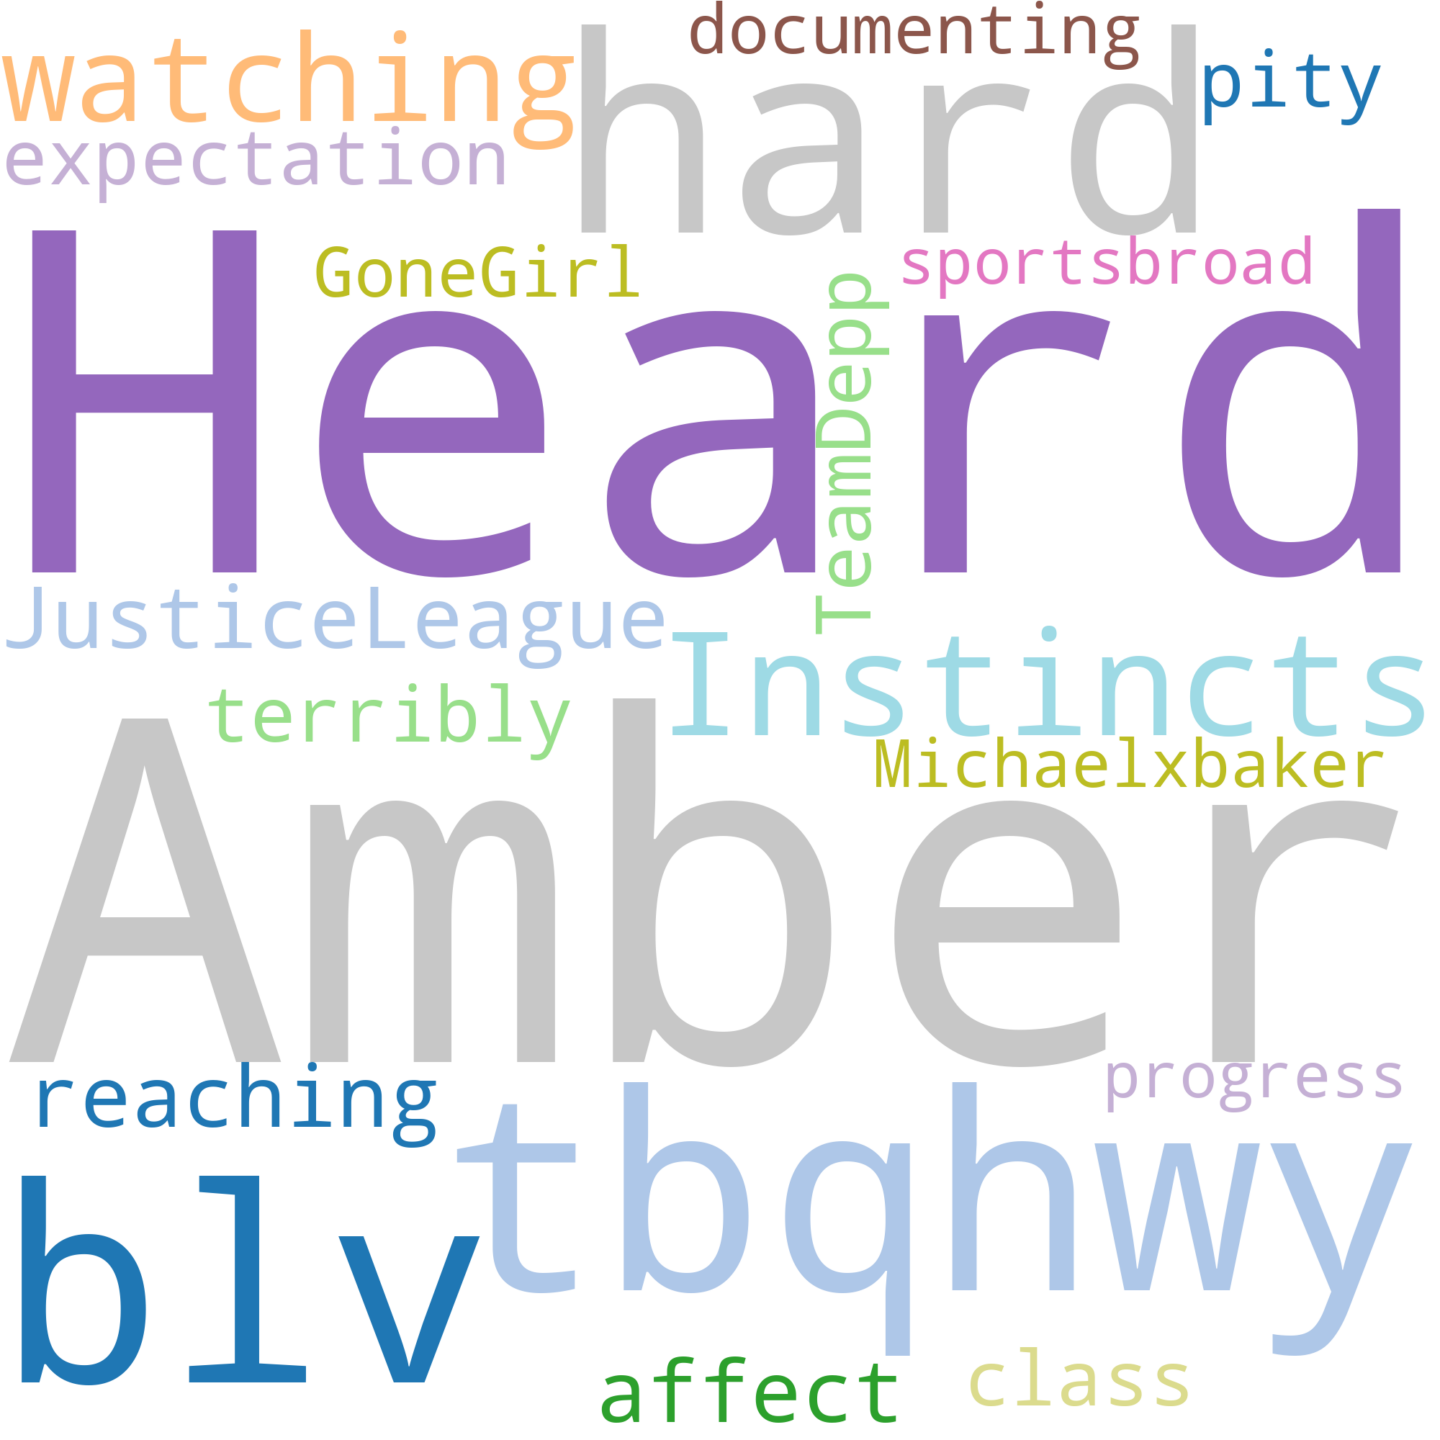 documenting
watching
hard
pity
expectation
Heard
GoneGirl
sportsbroad
TeamDepp
JusticeLeague
Instincts
terribly
Michaelxbaker
Amber
reaching
progress
tbqhwy
blv
affect
class